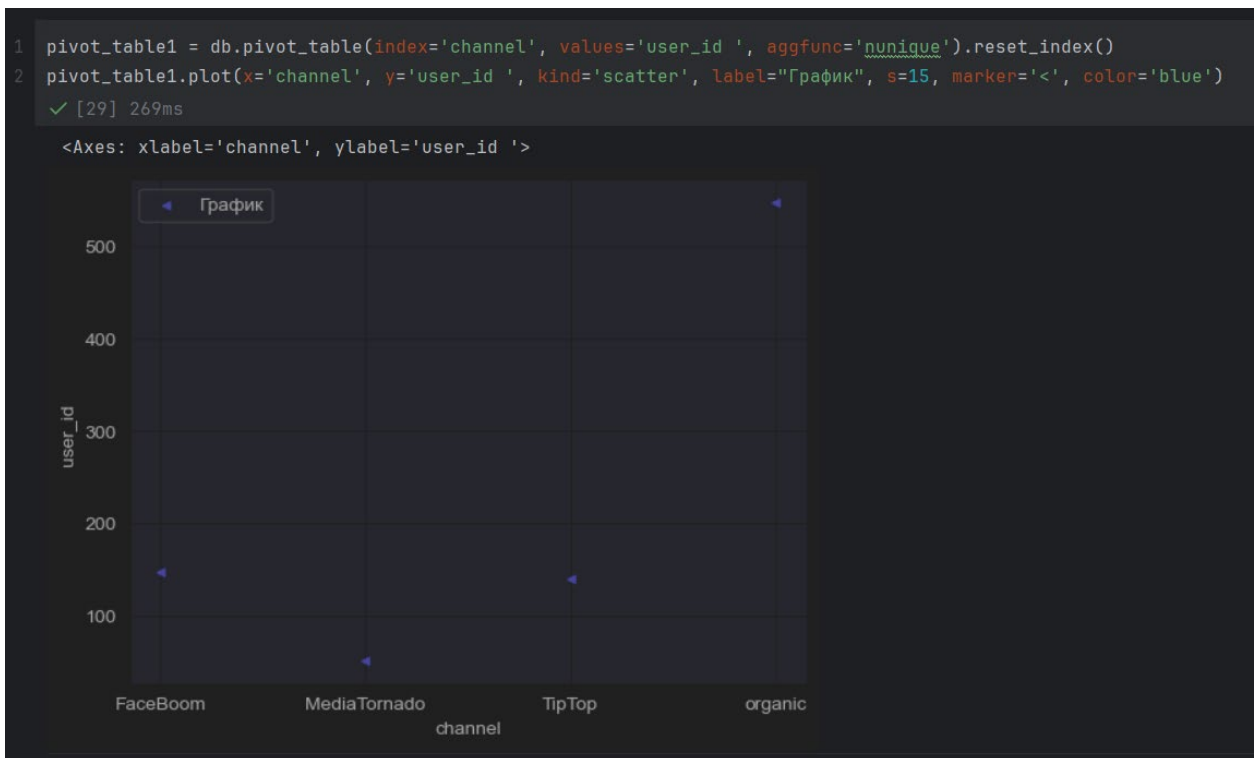 1 pivot_table1 = db.pivot_table(index='channel', values='user_id ', aggfunc='nunique').reset_index()
2 pivot_table1.plot(x='channel', y='user_id ', kind='scatter', label="График", s=15, marker='<', color='blue')
✓ [29] 269ms
<Axes: xlabel='channel', ylabel='user_id '>
График
500
400
300
200
100
user_id
FaceBoom MediaTornado TipTop organic
channel